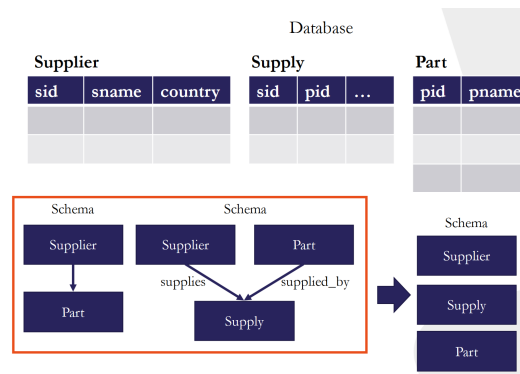 Database
Supplier
Supply
Part
sid sname country
sid pid ...
pid pname
Schema
Schema
Supplier
Supplier
Part
supplies
supplied_by
Part
Supply
Schema
Supplier
Supply
Part